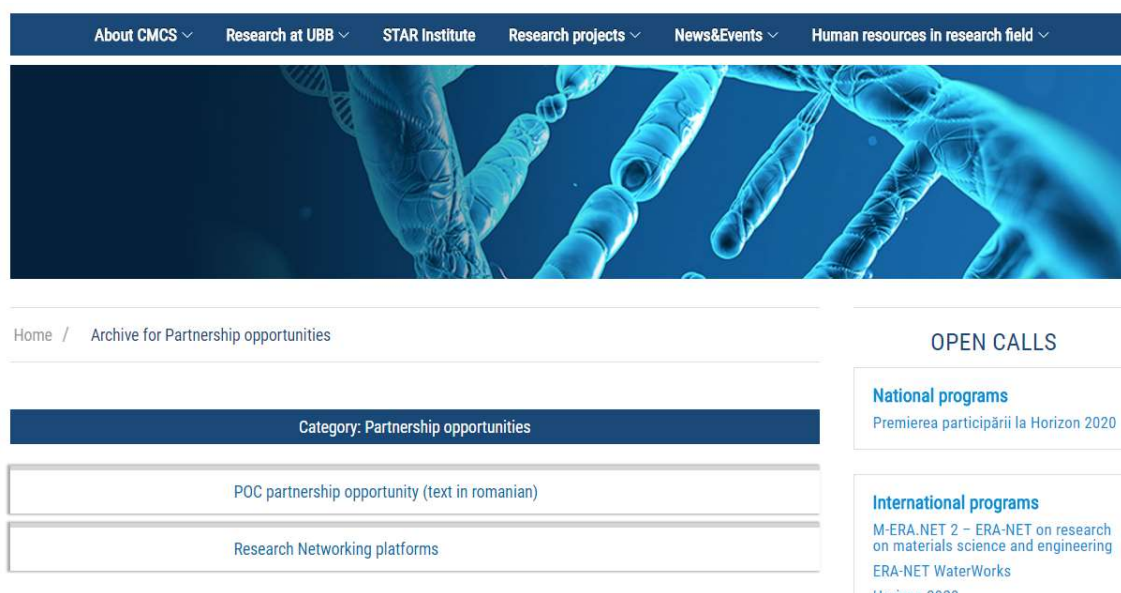 About CMCS Research at UBB STAR Institute Research projects News&Events Human resources in research field
Home / Archive for Partnership opportunities
Category: Partnership opportunities
POC partnership opportunity (text in romanian)
Research Networking platforms
OPEN CALLS
National programs
Premierea participării la Horizon 2020
International programs
M-ERA.NET 2 – ERA-NET on research
on materials science and engineering
ERA-NET WaterWorks